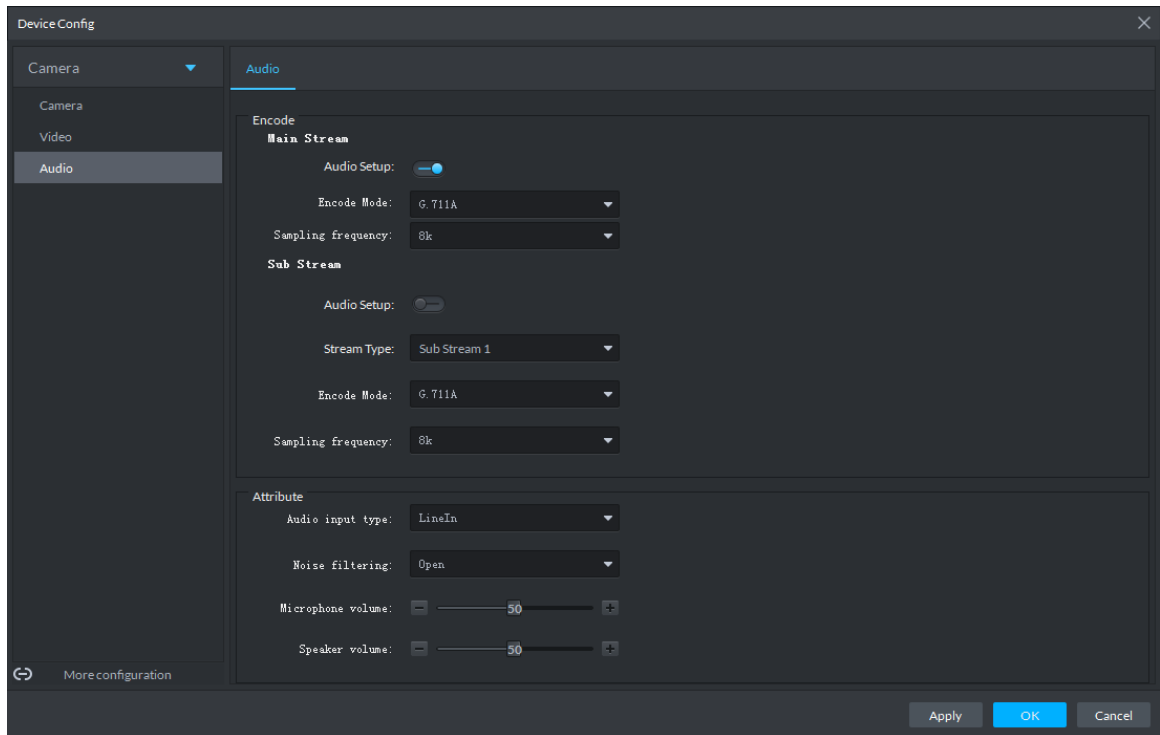 Device Config
Camera
Camera
Video
Audio
More configuration
Audio
Encode
Main Stream
Audio Setup:
Encode Mode: G.711A
Sampling frequency: 8k
Sub Stream
Audio Setup:
Stream Type: Sub Stream 1
Encode Mode: G.711A
Sampling frequency: 8k
Attribute
Audio input type: LineIn
Noise filtering: Open
Microphone volume: 50
Speaker volume: 50
Apply OK Cancel